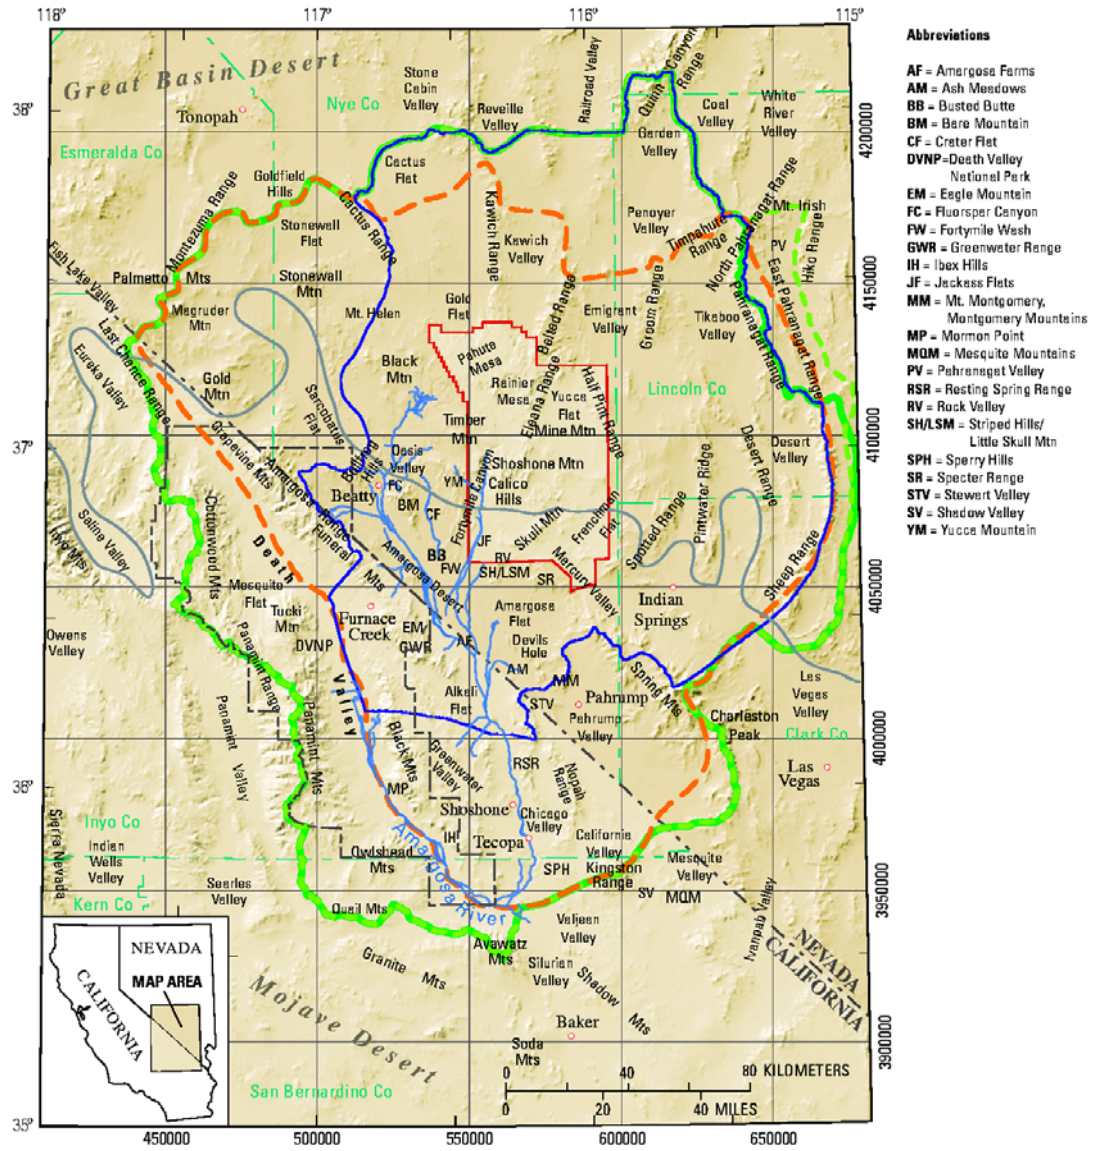 118°
117°
116°
115°
Great Basin Desert
Tonopah
38°
Esmeralda Co
Nye Co
Stone
Cabin
Valley
Reveille
Valley
Railroad Valley
Quinn Canyon
Range
Coal
Valley
White
River
Valley
Garden
Valley
4200000
Cactus
Flat
Goldfield
Hills
Montezuma Range
Cactus Range
Stonewall
Flat
Kawich Range
Kawich
Valley
Penoyer
Valley
Timpahute
Range
North Pahranagat Range
Mt. Irish
Hiko Range
PV
East Pahranagat Range
Fish Lake Valley
Palmetto
Mts
Stonewall
Mtn
4150000
Magruder
Mtn
Mt. Helen
Gold
Flat
Belted Range
Emigrant
Valley
Groom Range
Tikaboo
Valley
Pahranagat Range
Last Chance Range
Eureka Valley
Pahute
Mesa
Black
Mtn
Gold
Mtn
Sarcobatus
Flat
Rainier
Mesa
Eleana Range
Yucca
Flat
Half Pint Range
Lincoln Co
Timber
Mtn
Mine Mtn
37°
Grapevine Mts
Bullfrog
Hills
Oasis
Valley
Shoshone Mtn
Desert Range
Desert
Valley
4100000
Amargosa
Range
Beatty
FC
YM
Calico
Hills
BM
CF
Fortymile Canyon
Pintwater Ridge
Spotted Range
Frenchman
Flat
Skull Mtn
Saline Valley
Inyo Mts
Cottonwood Mts
Funeral
Mts
Death
Valley
Amargosa Desert
BB
FW
JF
RV
SH/LSM
SR
Mercury Valley
Sheep Range
4050000
Mesquite
Flat
Tucki
Mtn
Furnace
Creek
Amargosa
Flat
Indian
Springs
Owens
Valley
Panamint Range
DVNP
EM
GWR
AF
Devils
Hole
AM
MM
Spring Mts
Las
Vegas
Valley
Panamint
Valley
Panamint
Mts
Alkali
Flat
STV
Pahrump
Pahrump
Valley
Charleston
Peak
Clark Co
4000000
Black Mts
Greenwater
Valley
RSR
Nopah
Range
Las
Vegas
36°
MP
Shoshone
Chicago
Valley
Sierra Nevada
Inyo Co
Indian
Wells
Valley
Kern Co
Owlshead
Mts
IH
Tecopa
California
Valley
Mesquite
Valley
SPH
Kingston
Range
SV
MQM
3950000
Searles
Valley
Quail Mts
Amargosa River
Avawatz
Mts
Valjean
Valley
Ivanpah Valley
NEVADA
CALIFORNIA
Granite Mts
Silurian
Valley
Shadow
Mts
Mojave Desert
Baker
Soda
Mts
3900000
San Bernardino Co
0 40 80 KILOMETERS
0 20 40 MILES
35°
450000
500000
550000
600000
650000
NEVADA
MAP AREA
CALIFORNIA
Abbreviations
AF = Amargosa Farms
AM = Ash Meadows
BB = Busted Butte
BM = Bare Mountain
CF = Crater Flat
DVNP=Death Valley
National Park
EM = Eagle Mountain
FC = Fluorspar Canyon
FW = Fortymile Wash
GWR = Greenwater Range
IH = Ibex Hills
JF = Jackass Flats
MM = Mt. Montgomery,
Montgomery Mountains
MP = Mormon Point
MQM = Mesquite Mountains
PV = Pahranagat Valley
RSR = Resting Spring Range
RV = Rock Valley
SH/LSM = Striped Hills/
Little Skull Mtn
SPH = Sperry Hills
SR = Specter Range
STV = Stewart Valley
SV = Shadow Valley
YM = Yucca Mountain